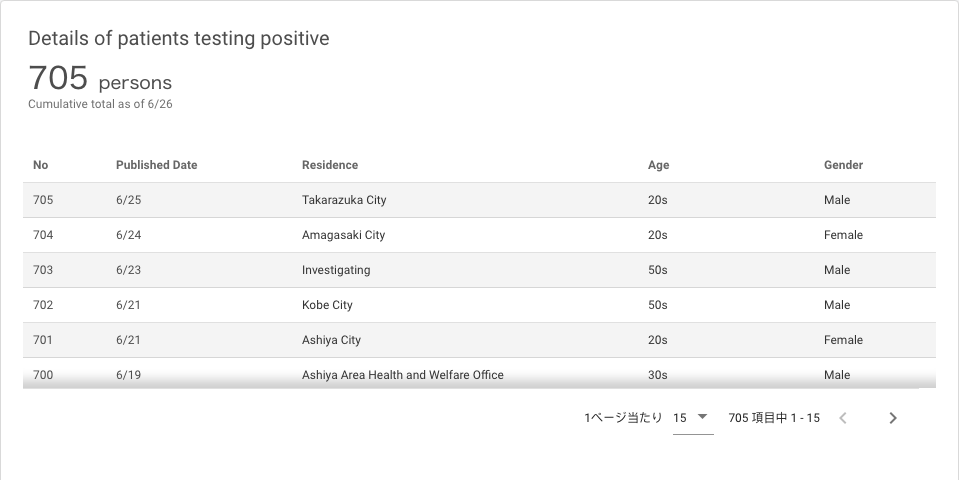 Details of patients testing positive
705 persons
Cumulative total as of 6/26
No Published Date Residence Age Gender
705 6/25 Takarazuka City 20s Male
704 6/24 Amagasaki City 20s Female
703 6/23 Investigating 50s Male
702 6/21 Kobe City 50s Male
701 6/21 Ashiya City 20s Female
700 6/19 Ashiya Area Health and Welfare Office 30s Male
1ページ当たり 15 705 項目中 1 - 15